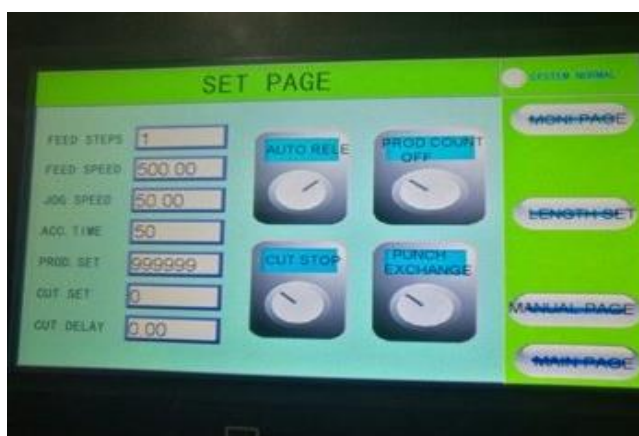 SET PAGE
SYSTEM NORMAL
FEED STEPS 1
FEED SPEED 500.00
JOG SPEED 50.00
ACC. TIME 50
PROD. SET 999999
CUT SET 0
CUT DELAY 0.00
AUTO RELE
PROD COUNT
OFF
CUT STOP
PUNCH
EXCHANGE
MONI PAGE
LENGTH SET
MANUAL PAGE
MAIN PAGE